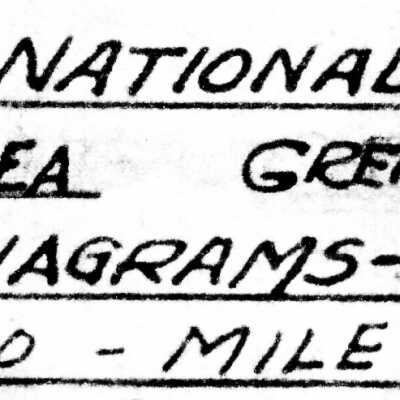 NATIONAL
EA GRE
IAGRAMS-
0 - MILE